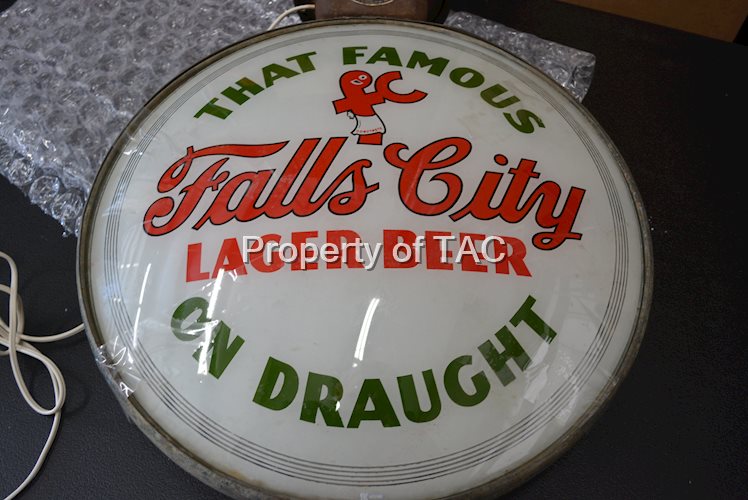 THAT FAMOUS
FC
Falls City
LAGER BEER
Property of TAC
ON DRAUGHT